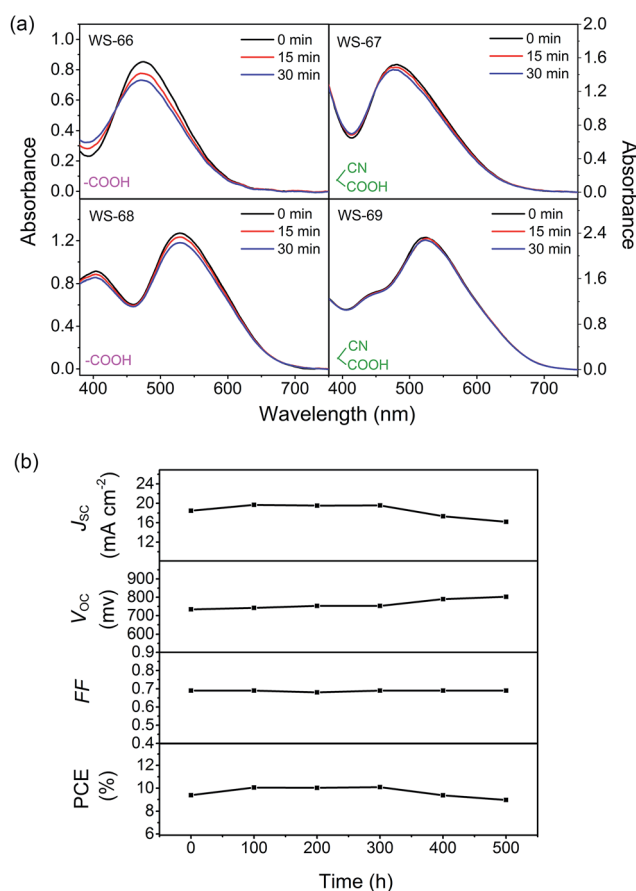 (a)
WS-66
0 min
15 min
30 min
-COOH
1.0
0.8
0.6
0.4
0.2
0.0
WS-67
0 min
15 min
30 min
CN
COOH
2.0
1.6
1.2
0.8
0.4
0.0
Absorbance
Absorbance
WS-68
0 min
15 min
30 min
-COOH
1.2
0.8
0.4
0.0
WS-69
0 min
15 min
30 min
CN
COOH
2.4
1.8
1.2
0.6
0.0
400 500 600 700 400 500 600 700
Wavelength (nm)
(b)
JSC
(mA cm-2)
24
20
16
12
VOC
(mv)
900
800
700
600
FF
0.9
0.8
0.7
0.6
0.5
0.4
PCE
(%)
12
10
8
6
0 100 200 300 400 500
Time (h)